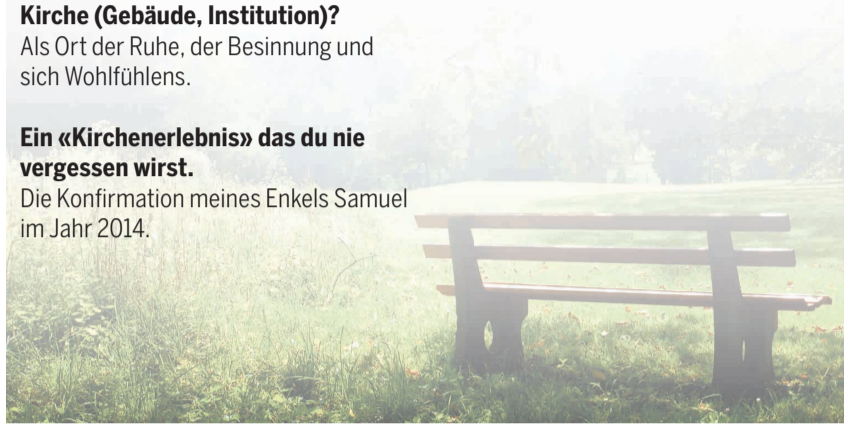 Kirche (Gebäude, Institution)?
Als Ort der Ruhe, der Besinnung und
sich Wohlfühlens.
Ein «Kirchenerlebnis» das du nie
vergessen wirst.
Die Konfirmation meines Enkels Samuel
im Jahr 2014.